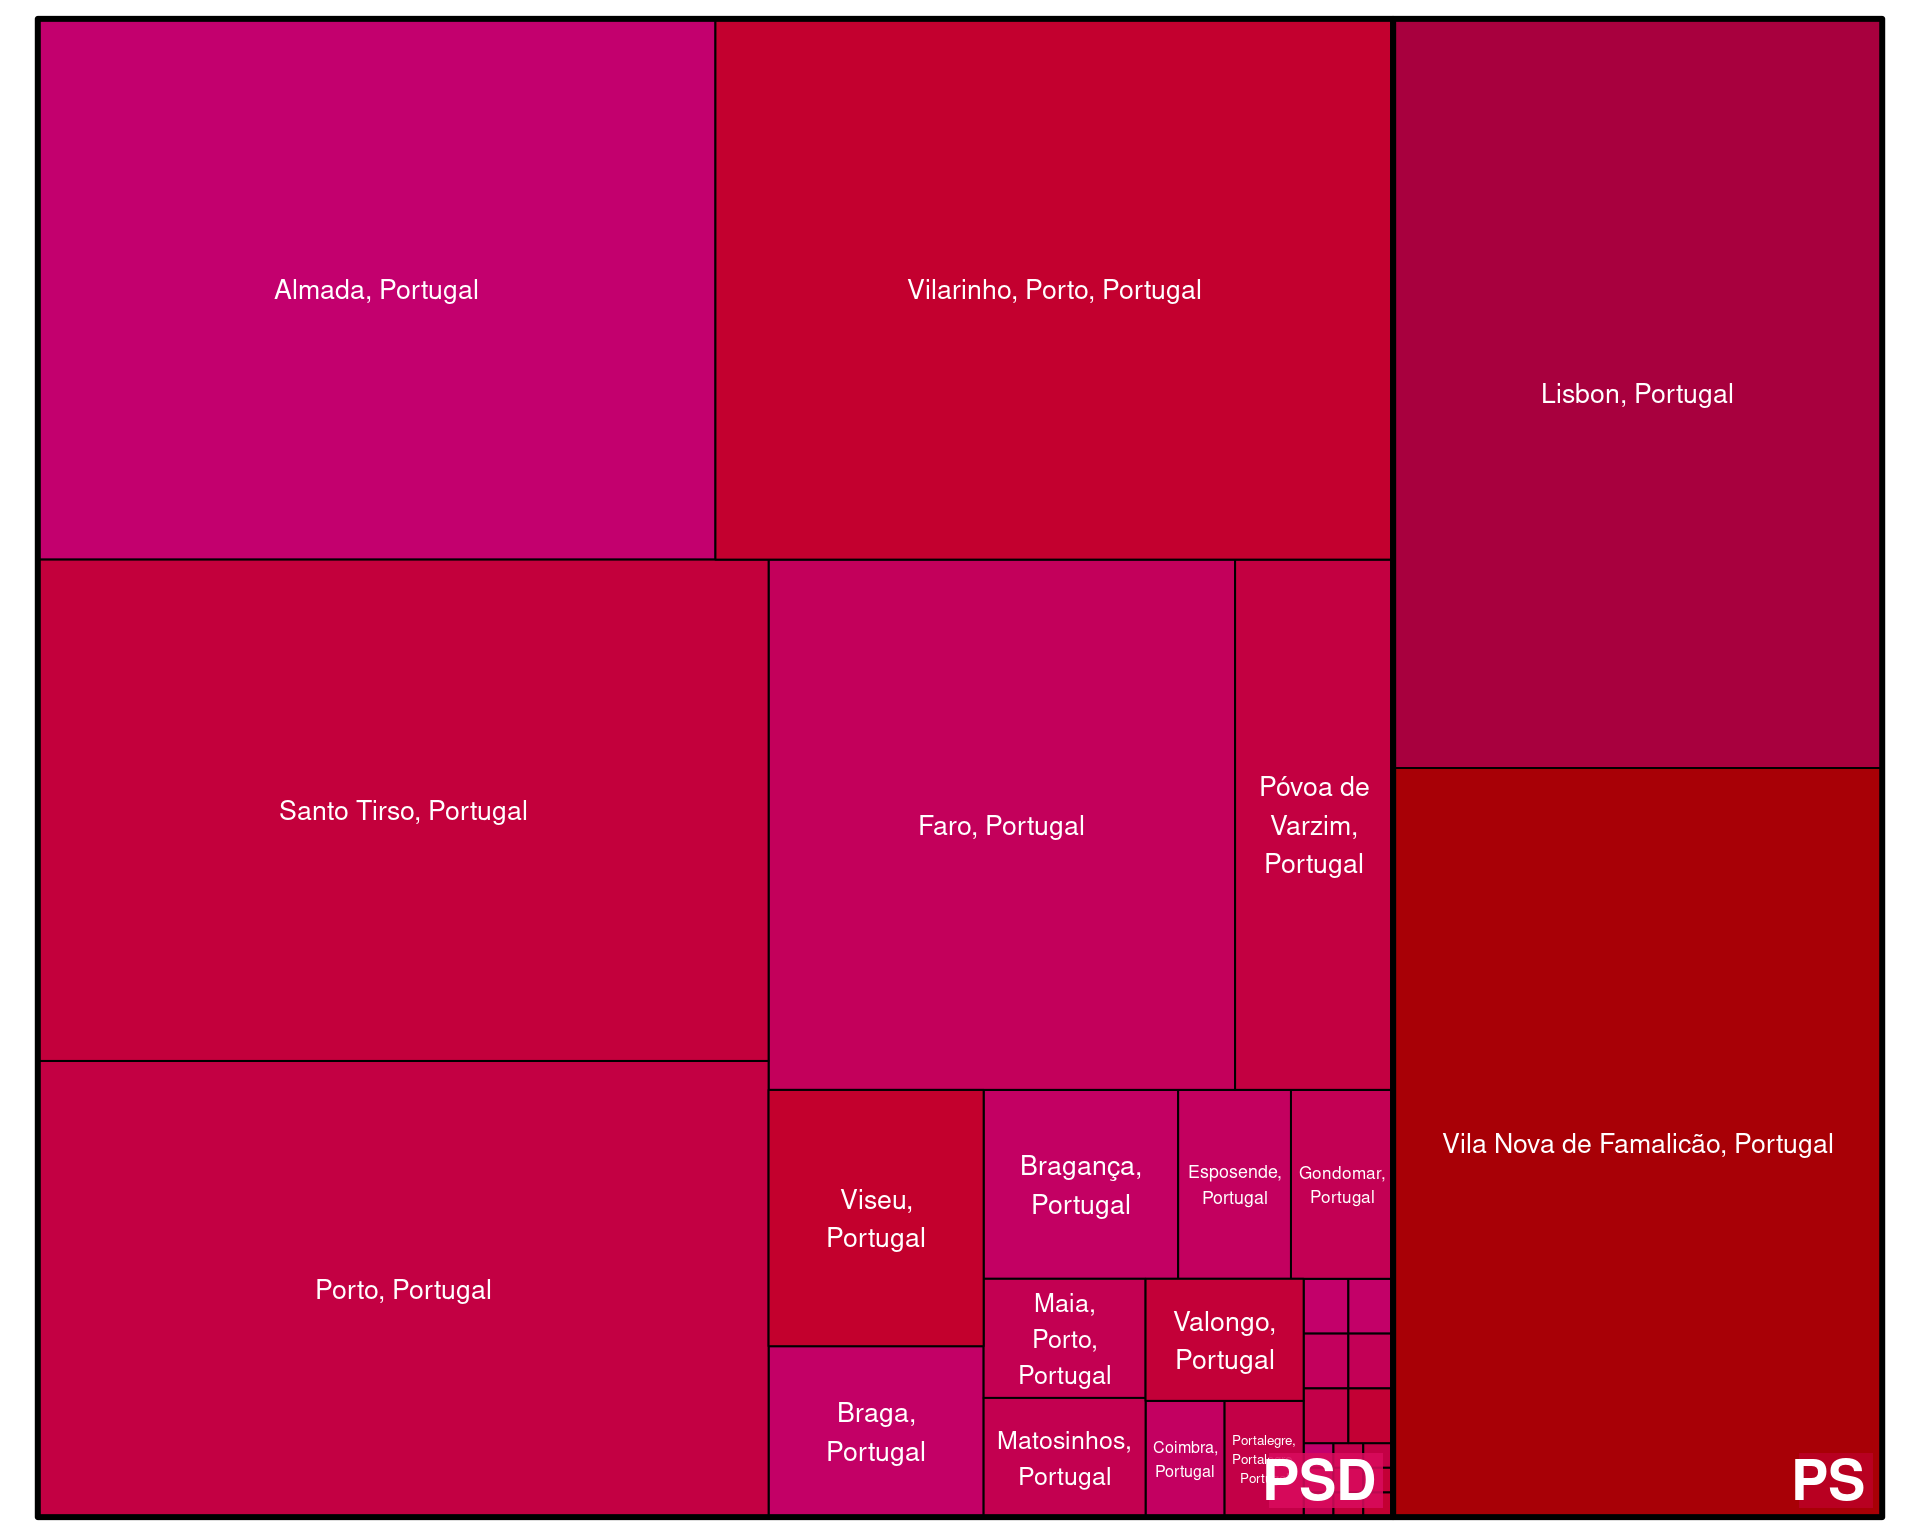 Almada, Portugal
Vilarinho, Porto, Portugal
Lisbon, Portugal
Santo Tirso, Portugal
Faro, Portugal
Póvoa de
Varzim,
Portugal
Porto, Portugal
Viseu,
Portugal
Bragança,
Portugal
Esposende,
Portugal
Gondomar,
Portugal
Vila Nova de Famalicão, Portugal
Maia,
Porto,
Portugal
Valongo,
Portugal
Braga,
Portugal
Matosinhos,
Portugal
Coimbra,
Portugal
Portalegre,
PSD
PS